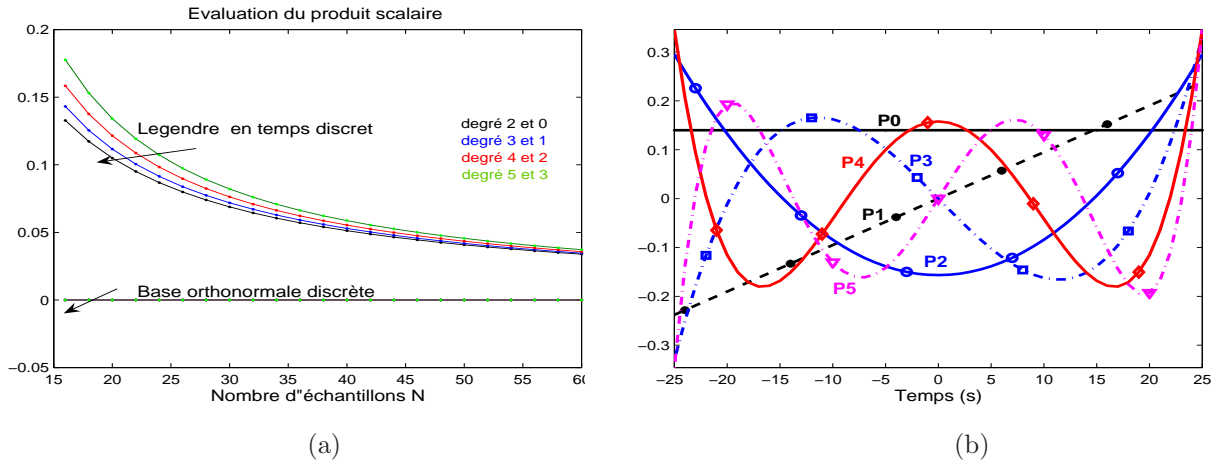 Evaluation du produit scalaire
0.2
0.15
0.1
0.05
0
−0.05
Legendre en temps discret
degré 2 et 0
degré 3 et 1
degré 4 et 2
degré 5 et 3
Base orthonormale discrète
15 20 25 30 35 40 45 50 55 60
Nombre d"échantillons N
(a)
0.3
0.2
0.1
0
−0.1
−0.2
−0.3
P0
P4
P3
P1
P2
P5
−25 −20 −15 −10 −5 0 5 10 15 20 25
Temps (s)
(b)